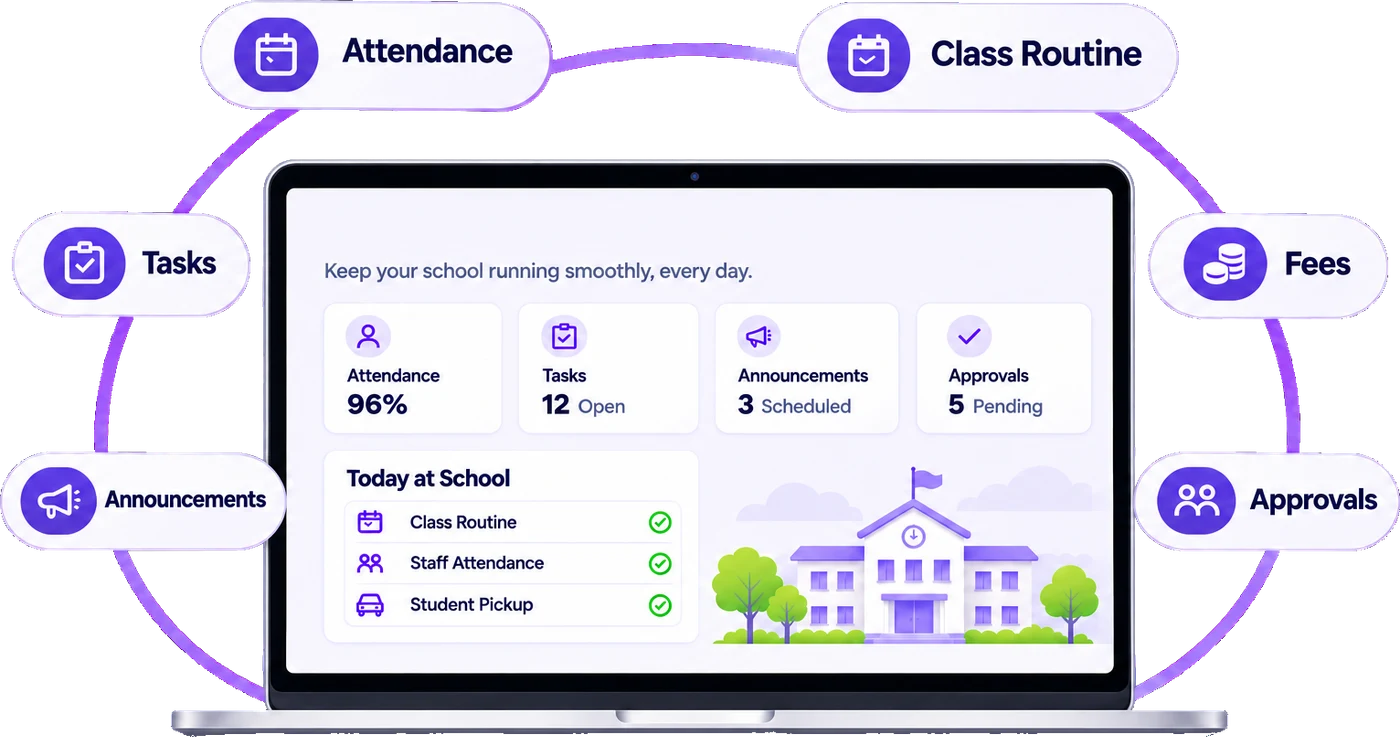 Attendance
Class Routine
Tasks
Fees
Announcements
Approvals
Keep your school running smoothly, every day.
Attendance
96%
Tasks
12 Open
Announcements
3 Scheduled
Approvals
5 Pending
Today at School
Class Routine
Staff Attendance
Student Pickup